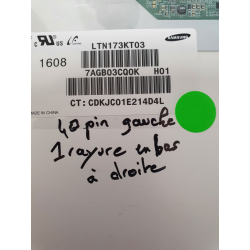 LTN173KT03
SAMSUNG
1608
7AGB03CQ0K H01
CT: CDKJC01E214D4L
MADE IN CHINA
40 pin gauche
1 rayure en bas
à droite